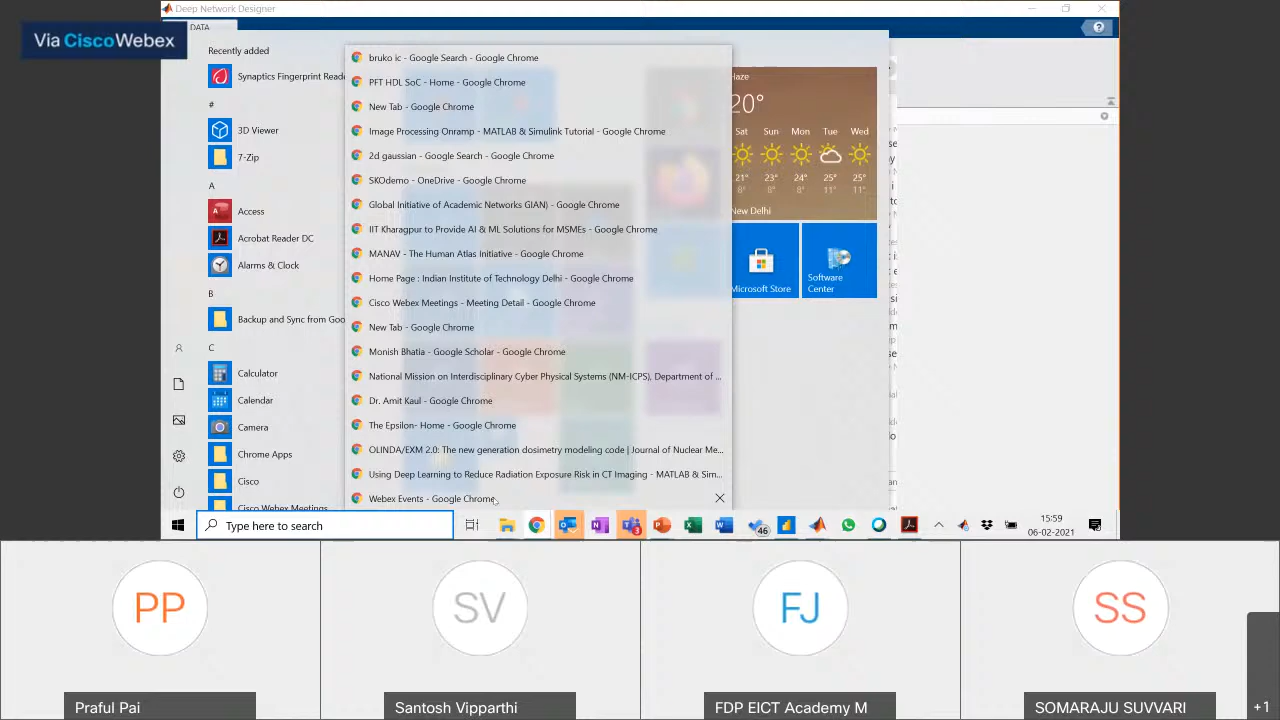 Deep Network Designer
DATA
Via CiscoWebex
Recently added
Synaptics Fingerprint Reade
#
3D Viewer
7-Zip
A
Access
Acrobat Reader DC
Alarms & Clock
B
Backup and Sync from Goo
C
Calculator
Calendar
Camera
Chrome Apps
Cisco
Cisco Webex Meetings
bruko ic - Google Search - Google Chrome
PFT HDL SoC - Home - Google Chrome
New Tab - Google Chrome
Image Processing Onramp - MATLAB & Simulink Tutorial - Google Chrome
2d gaussian - Google Search - Google Chrome
SKOdemo - OneDrive - Google Chrome
Global Initiative of Academic Networks GIAN) - Google Chrome
IIT Kharagpur to Provide AI & ML Solutions for MSMEs - Google Chrome
MANAV - The Human Atlas Initiative - Google Chrome
Home Page : Indian Institute of Technology Delhi - Google Chrome
Cisco Webex Meetings - Meeting Detail - Google Chrome
New Tab - Google Chrome
Monish Bhatia - Google Scholar - Google Chrome
National Mission on Interdisciplinary Cyber Physical Systems (NM-ICPS), Department of ...
Dr. Amit Kaul - Google Chrome
The Epsilon- Home - Google Chrome
OLINDA/EXM 2.0: The new generation dosimetry modeling code | Journal of Nuclear Me...
Using Deep Learning to Reduce Radiation Exposure Risk in CT Imaging - MATLAB & Sim...
Webex Events - Google Chrome
Haze
20°
Sat Sun Mon Tue Wed
21° 23° 24° 25° 25°
8° 8° 8° 11° 11°
New Delhi
Microsoft Store
Software Center
Type here to search
46
15:59
06-02-2021
PP
SV
FJ
SS
Praful Pai
Santosh Vipparthi
FDP EICT Academy M
SOMARAJU SUVVARI
+1